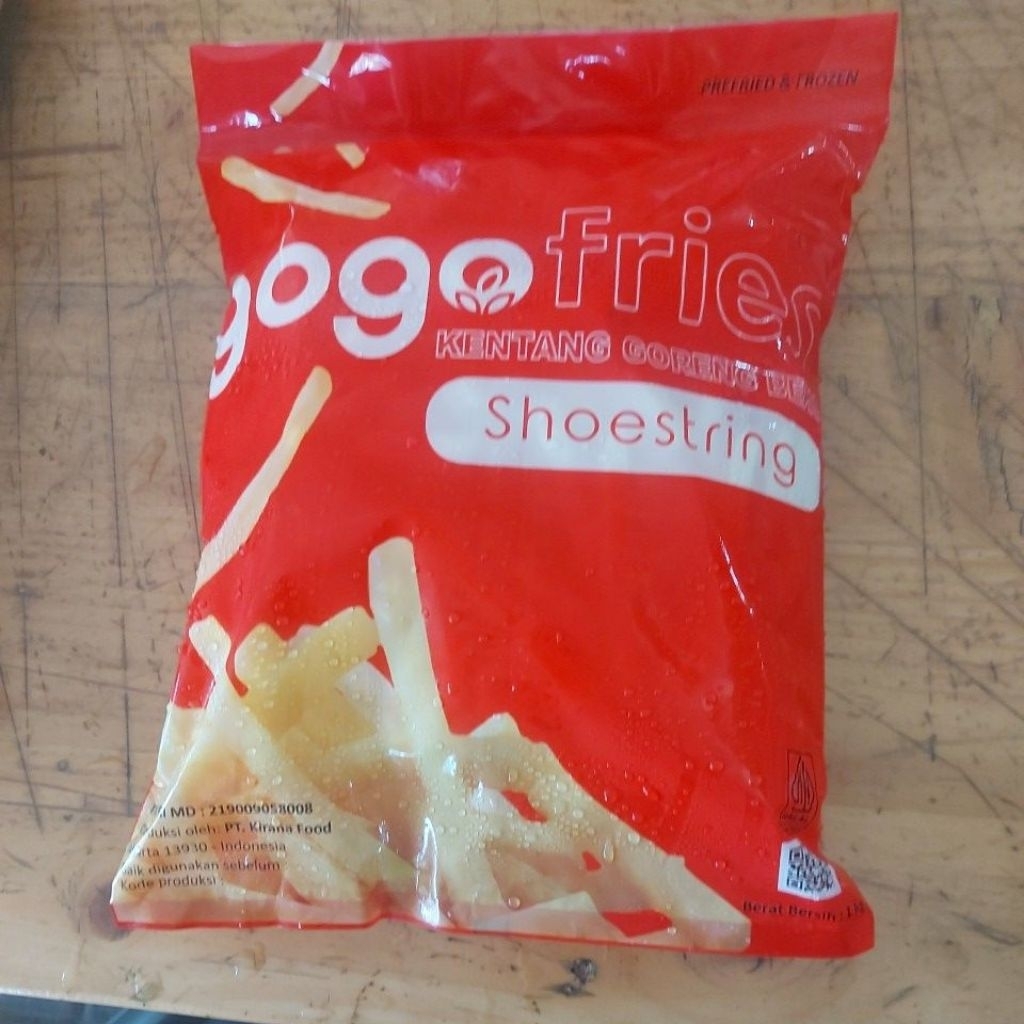 PREFRIED & FROZEN
gogo fries
KENTANG GORENG
Shoestring
MD : 219009058008
oleh: PT. Kirana Food
13930 - Indonesia
digunakan sebelum
Kode produksi :
Berat Bersih :